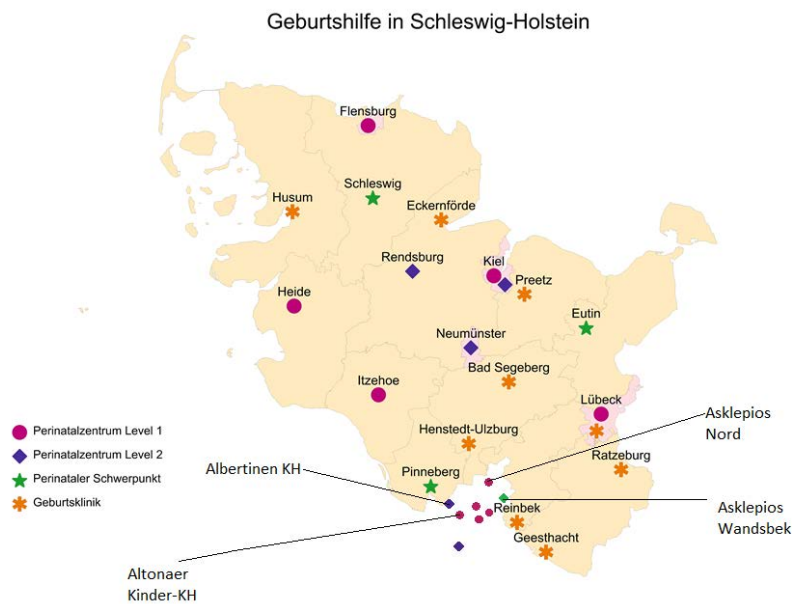 Geburtshilfe in Schleswig-Holstein
Flensburg
Schleswig
Husum
Eckernförde
Rendsburg
Kiel
Preetz
Heide
Eutin
Neumünster
Bad Segeberg
Itzehoe
Lübeck
Perinatalzentrum Level 1
Perinatalzentrum Level 2
Perinataler Schwerpunkt
Geburtsklinik
Henstedt-Ulzburg
Asklepios
Nord
Albertinen KH
Pinneberg
Ratzeburg
Reinbek
Asklepios
Wandsbek
Geesthacht
Altonaer
Kinder-KH